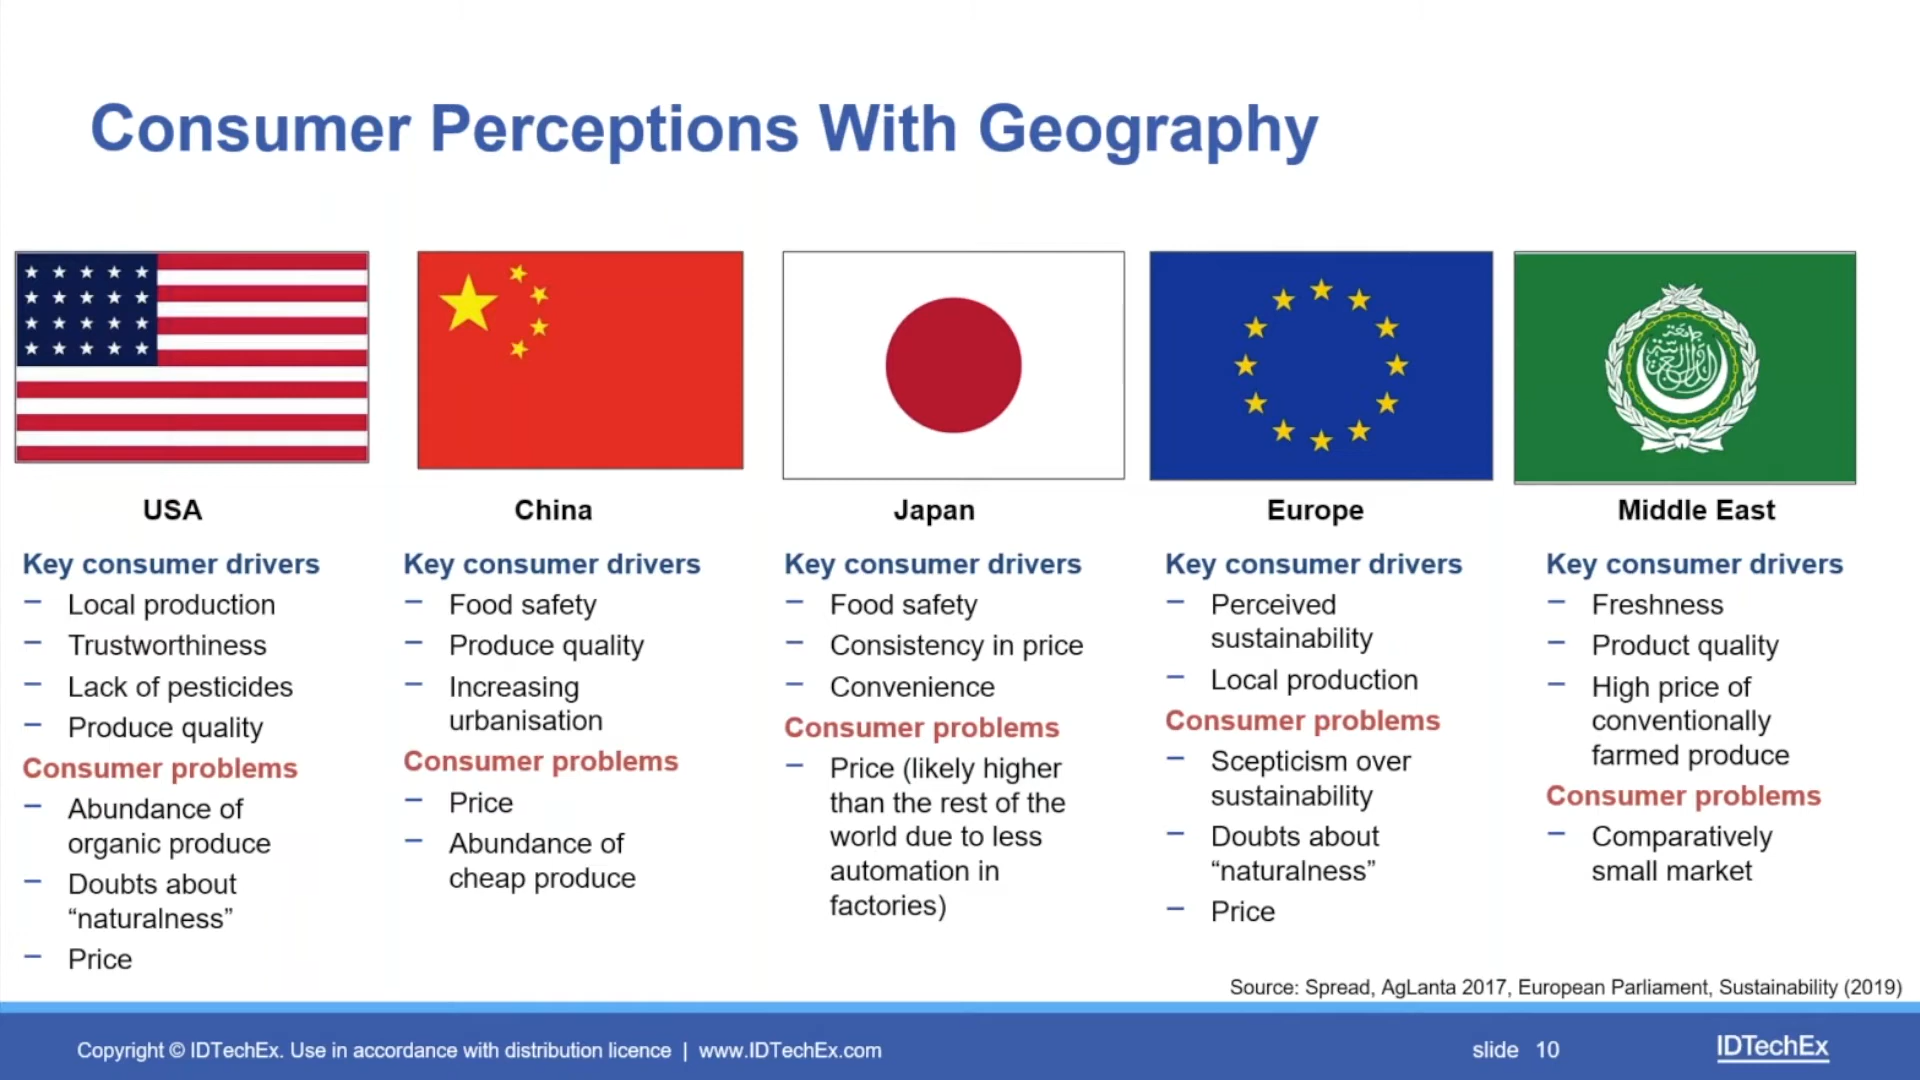 Consumer Perceptions With Geography
USA
Key consumer drivers
– Local production
– Trustworthiness
– Lack of pesticides
– Produce quality
Consumer problems
– Abundance of
organic produce
– Doubts about
“naturalness”
– Price
China
Key consumer drivers
– Food safety
– Produce quality
– Increasing
urbanisation
Consumer problems
– Price
– Abundance of
cheap produce
Japan
Key consumer drivers
– Food safety
– Consistency in price
– Convenience
Consumer problems
– Price (likely higher
than the rest of the
world due to less
automation in
factories)
Europe
Key consumer drivers
– Perceived
sustainability
– Local production
Consumer problems
– Scepticism over
sustainability
– Doubts about
“naturalness”
– Price
جامعة
الدول العربية
Middle East
Key consumer drivers
– Freshness
– Product quality
– High price of
conventionally
farmed produce
Consumer problems
– Comparatively
small market
Source: Spread, AgLanta 2017, European Parliament, Sustainability (2019)
Copyright © IDTechEx. Use in accordance with distribution licence | www.IDTechEx.com
slide 10
IDTechEx